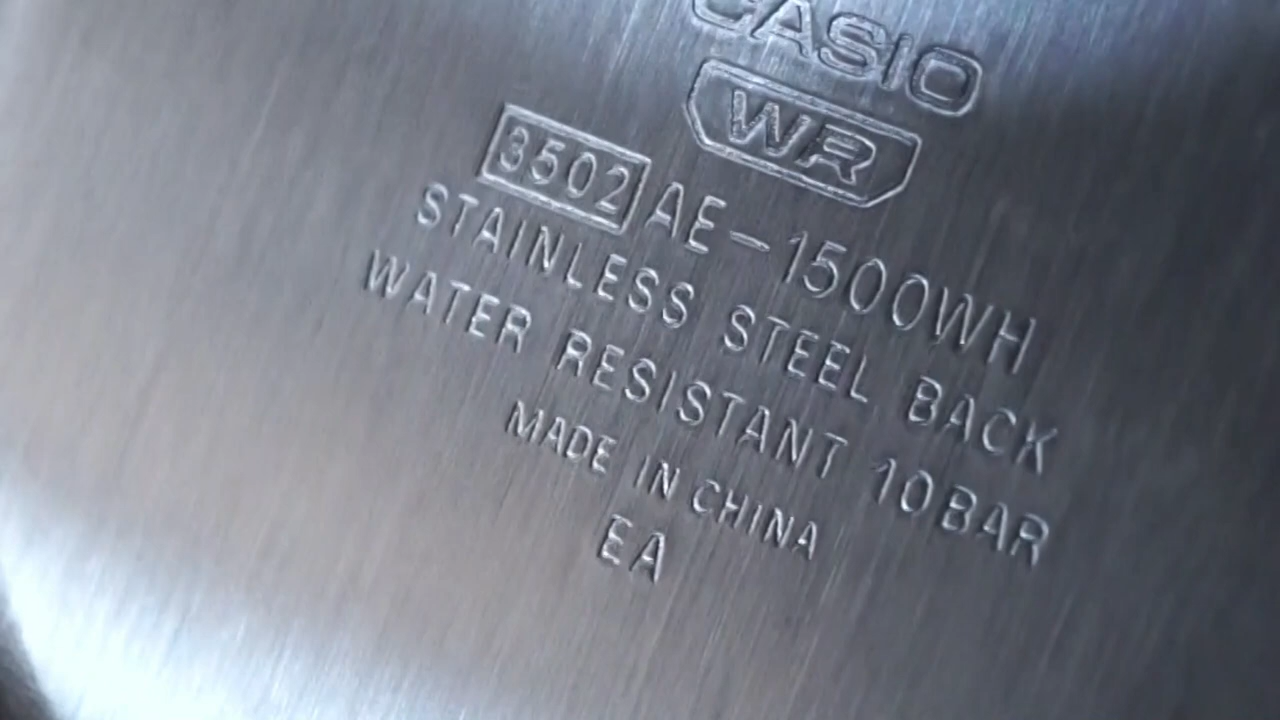 CASIO
WR
3502 AE-1500WH
STAINLESS STEEL BACK
WATER RESISTANT 10BAR
MADE IN CHINA
EA